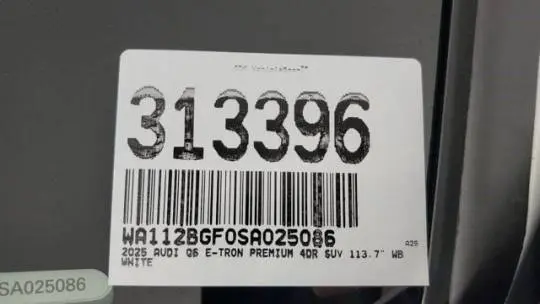 313396
WA112BGF0SA025086
2025 AUDI Q6 E-TRON PREMIUM 4DR SUV 113.7" WB
WHITE
A25
SA025086